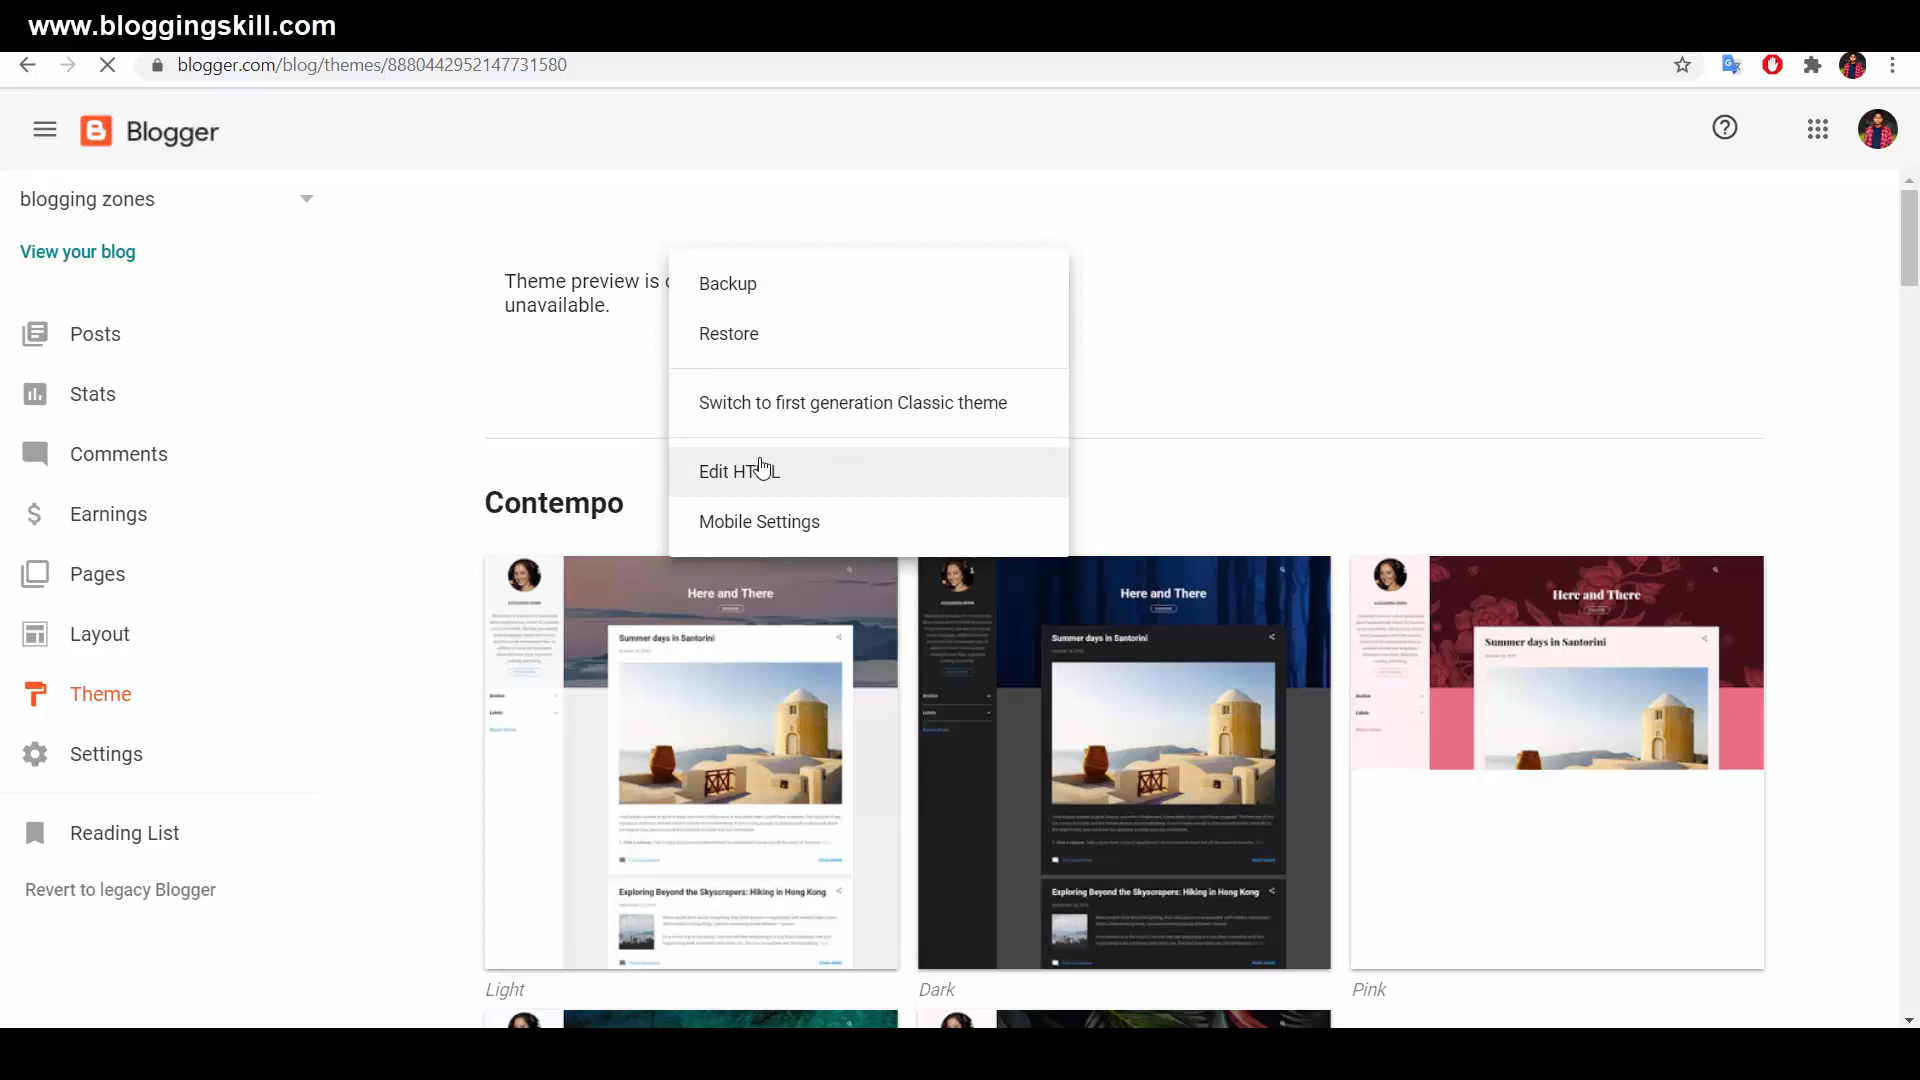 www.bloggingskill.com
blogger.com/blog/themes/8880442952147731580
Blogger
blogging zones
View your blog
Posts
Stats
Comments
Earnings
Pages
Layout
Theme
Settings
Reading List
Revert to legacy Blogger
Theme preview is
unavailable.
Backup
Restore
Switch to first generation Classic theme
Edit HTML
Mobile Settings
Contempo
Here and There
Summer days in Santorini
Exploring Beyond the Skyscrapers: Hiking in Hong Kong
Light
Here and There
Summer days in Santorini
Exploring Beyond the Skyscrapers: Hiking in Hong Kong
Dark
Here and There
Summer days in Santorini
Pink